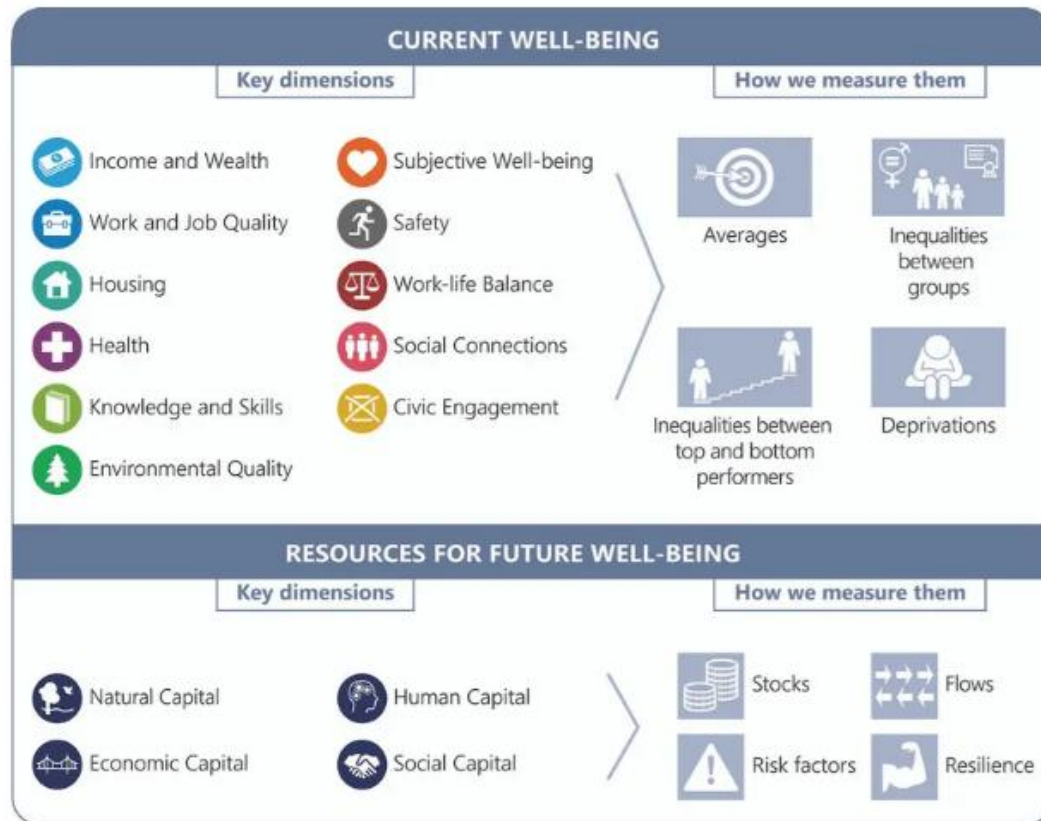 CURRENT WELL-BEING
Key dimensions
How we measure them
Income and Wealth
Work and Job Quality
Housing
Health
Knowledge and Skills
Environmental Quality
Subjective Well-being
Safety
Work-life Balance
Social Connections
Civic Engagement
Averages
Inequalities
between
groups
Inequalities between
top and bottom
performers
Deprivations
RESOURCES FOR FUTURE WELL-BEING
Key dimensions
How we measure them
Natural Capital
Economic Capital
Human Capital
Social Capital
Stocks
Flows
Risk factors
Resilience